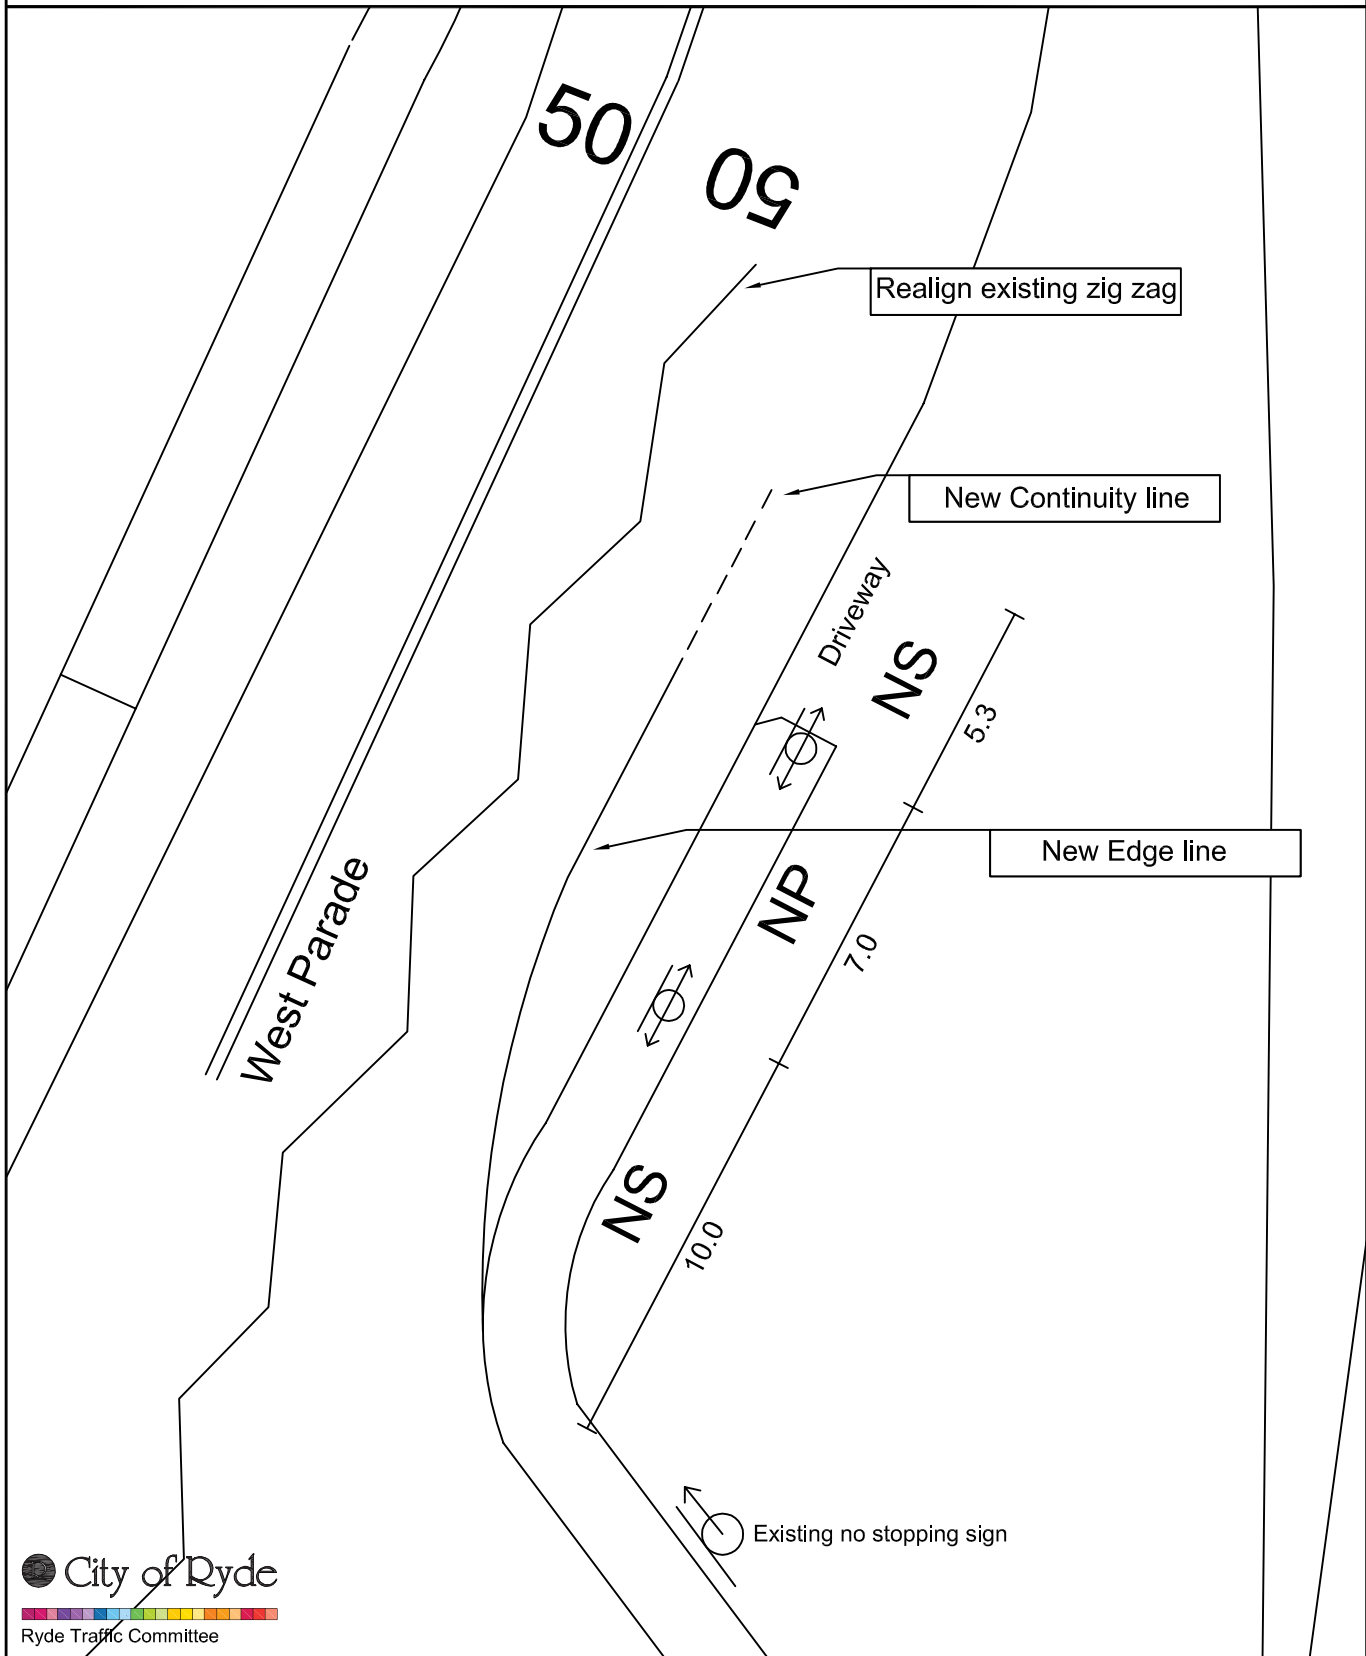 50
50
Realign existing zig zag
New Continuity line
Driveway
NS
5.3
New Edge line
West Parade
NP
7.0
NS
10.0
Existing no stopping sign
City of Ryde
Ryde Traffic Committee